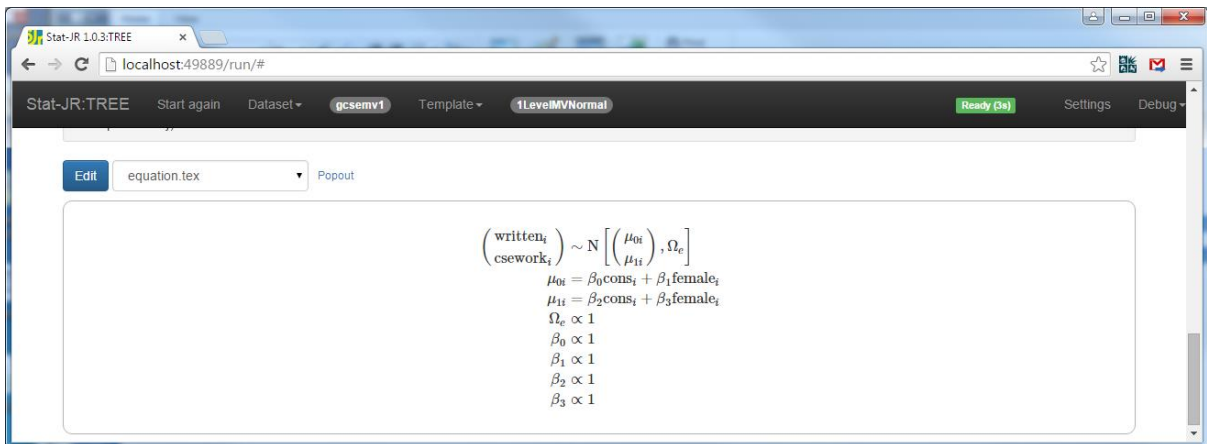 Stat-JR 1.0.3:TREE ×
localhost:49889/run/#
Stat-JR:TREE Start again Dataset gcsemv1 Template 1LevelMVNormal Ready (3s) Settings Debug
Edit equation.tex Popout
(written_i csework_i) ~ N [(μ_0i μ_1i), Ω_e]
μ_0i = β_0cons_i + β_1female_i
μ_1i = β_2cons_i + β_3female_i
Ω_e ∝ 1
β_0 ∝ 1
β_1 ∝ 1
β_2 ∝ 1
β_3 ∝ 1